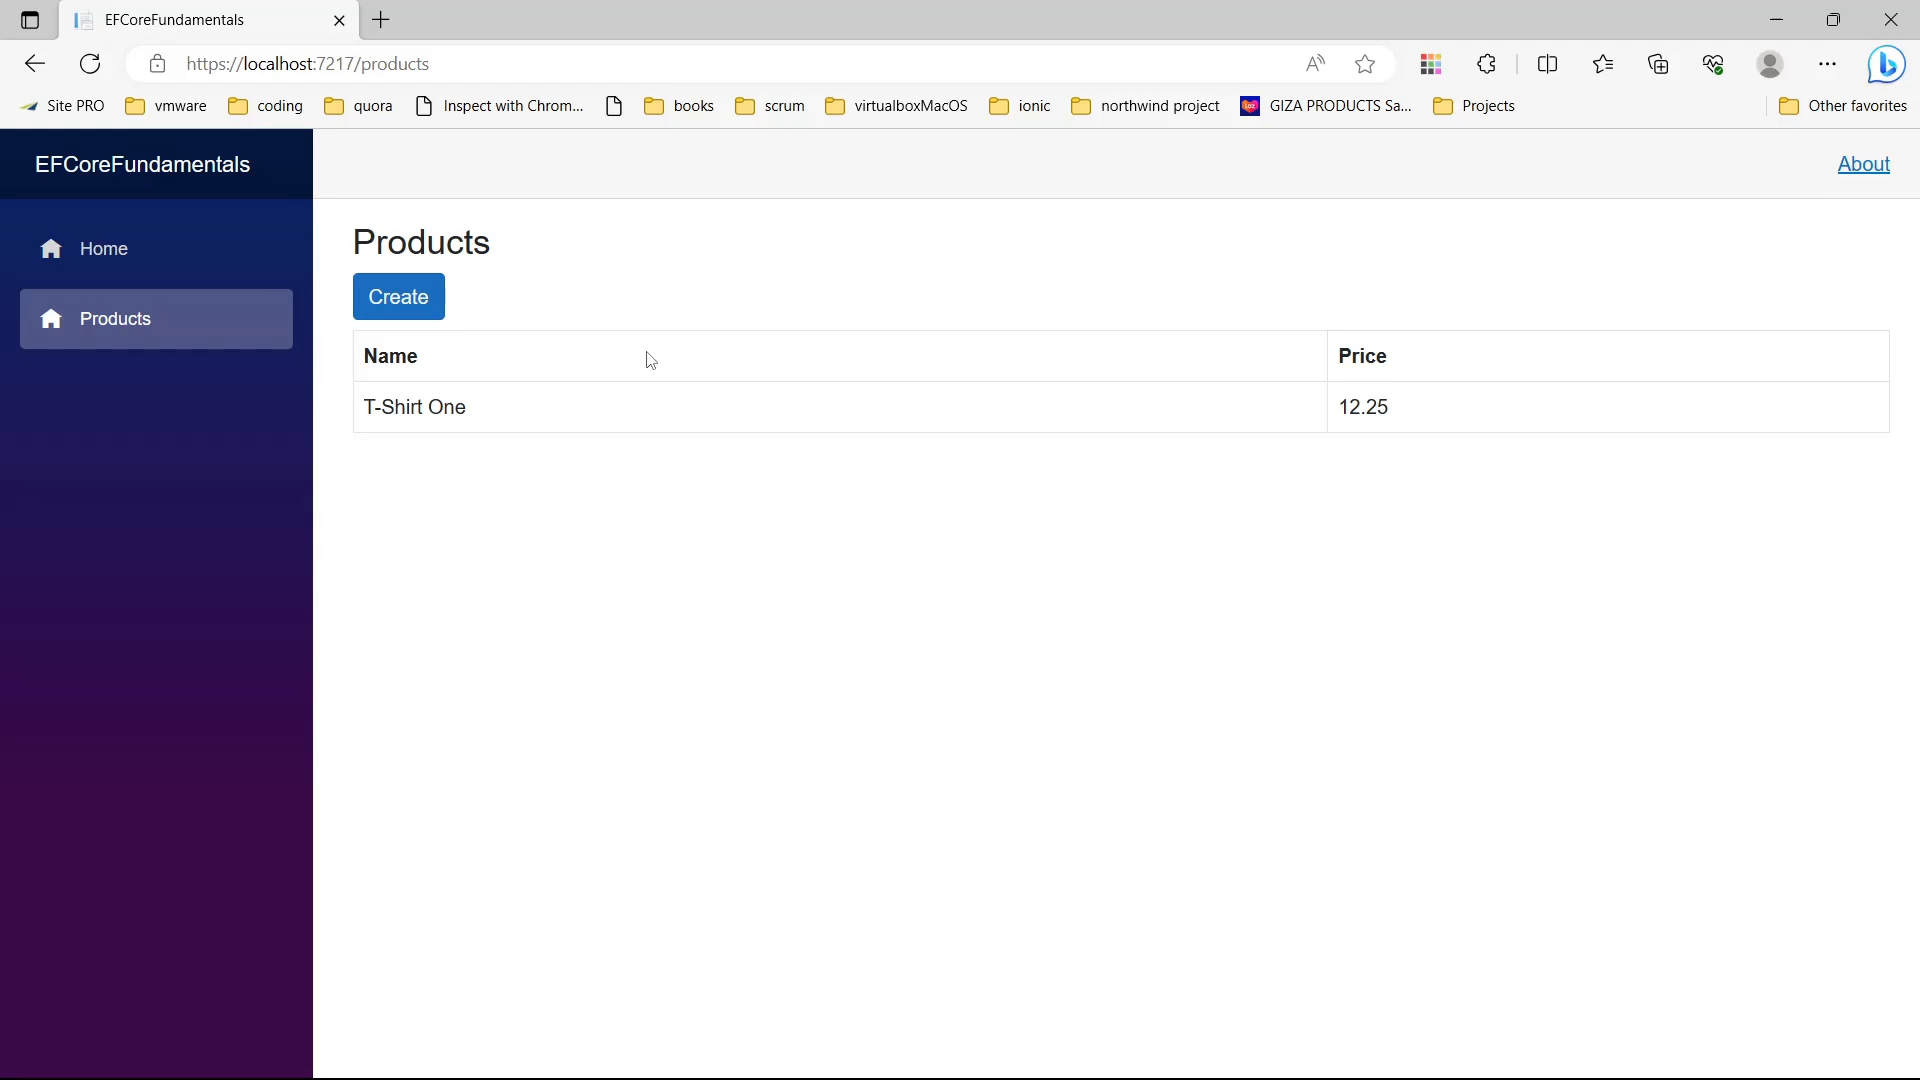 EFCoreFundamentals
https://localhost:7217/products
Site PRO vmware coding quora Inspect with Chrom... books scrum virtualboxMacOS ionic northwind project GIZA PRODUCTS Sa... Projects Other favorites
EFCoreFundamentals
About
Home
Products
Products
Create
Name Price
T-Shirt One 12.25